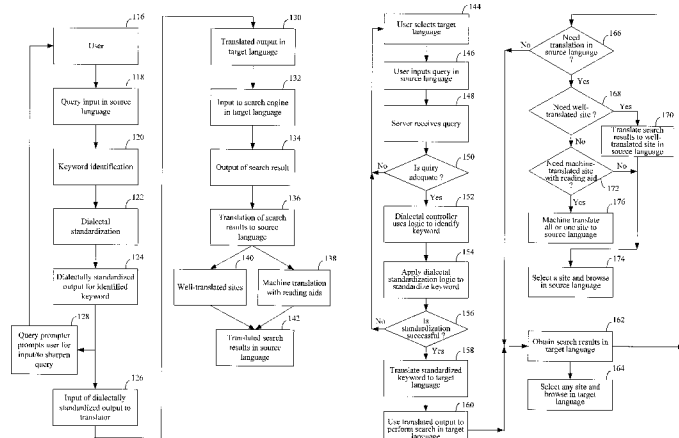 116
User
118
Query input in source
language
120
Keyword identification
122
Dialectal
standardization
124
Dialectally standardized
output for identified
keyword
128
Query prompter
prompts user for
input/to sharpen
query
126
Input of dialectally
standardized output to
translator
130
Translated output in
target language
132
Input to search engine
in target language
134
Output of search result
136
Translation of search
results to source
language
140
Well-translated sites
138
Machine translation
with reading aids
142
Translated search
results in source
language
144
User selects target
language
146
User inputs query in
source language
148
Server receives query
150
Is quiry
adequate ?
No
Yes
152
Dialectal controller
uses logic to identify
keyword
154
Apply dialectal
standardization logic to
standardize keyword
156
Is
standardization
successful ?
No
Yes
158
Translate standardized
keyword to target
language
160
Use translated output to
perform search in target
language
166
Need
translation in
source language
?
No
Yes
168
Need well-
translated site
?
Yes
170
Translate search
results to well-
translated site in
source language
No
Need machine-
translated site
with reading aid
?
No
172
Yes
176
Machine translate
all or one site to
source language
174
Select a site and browse
in source language
162
Obtain search results in
target language
164
Select any site and
browse in target
language